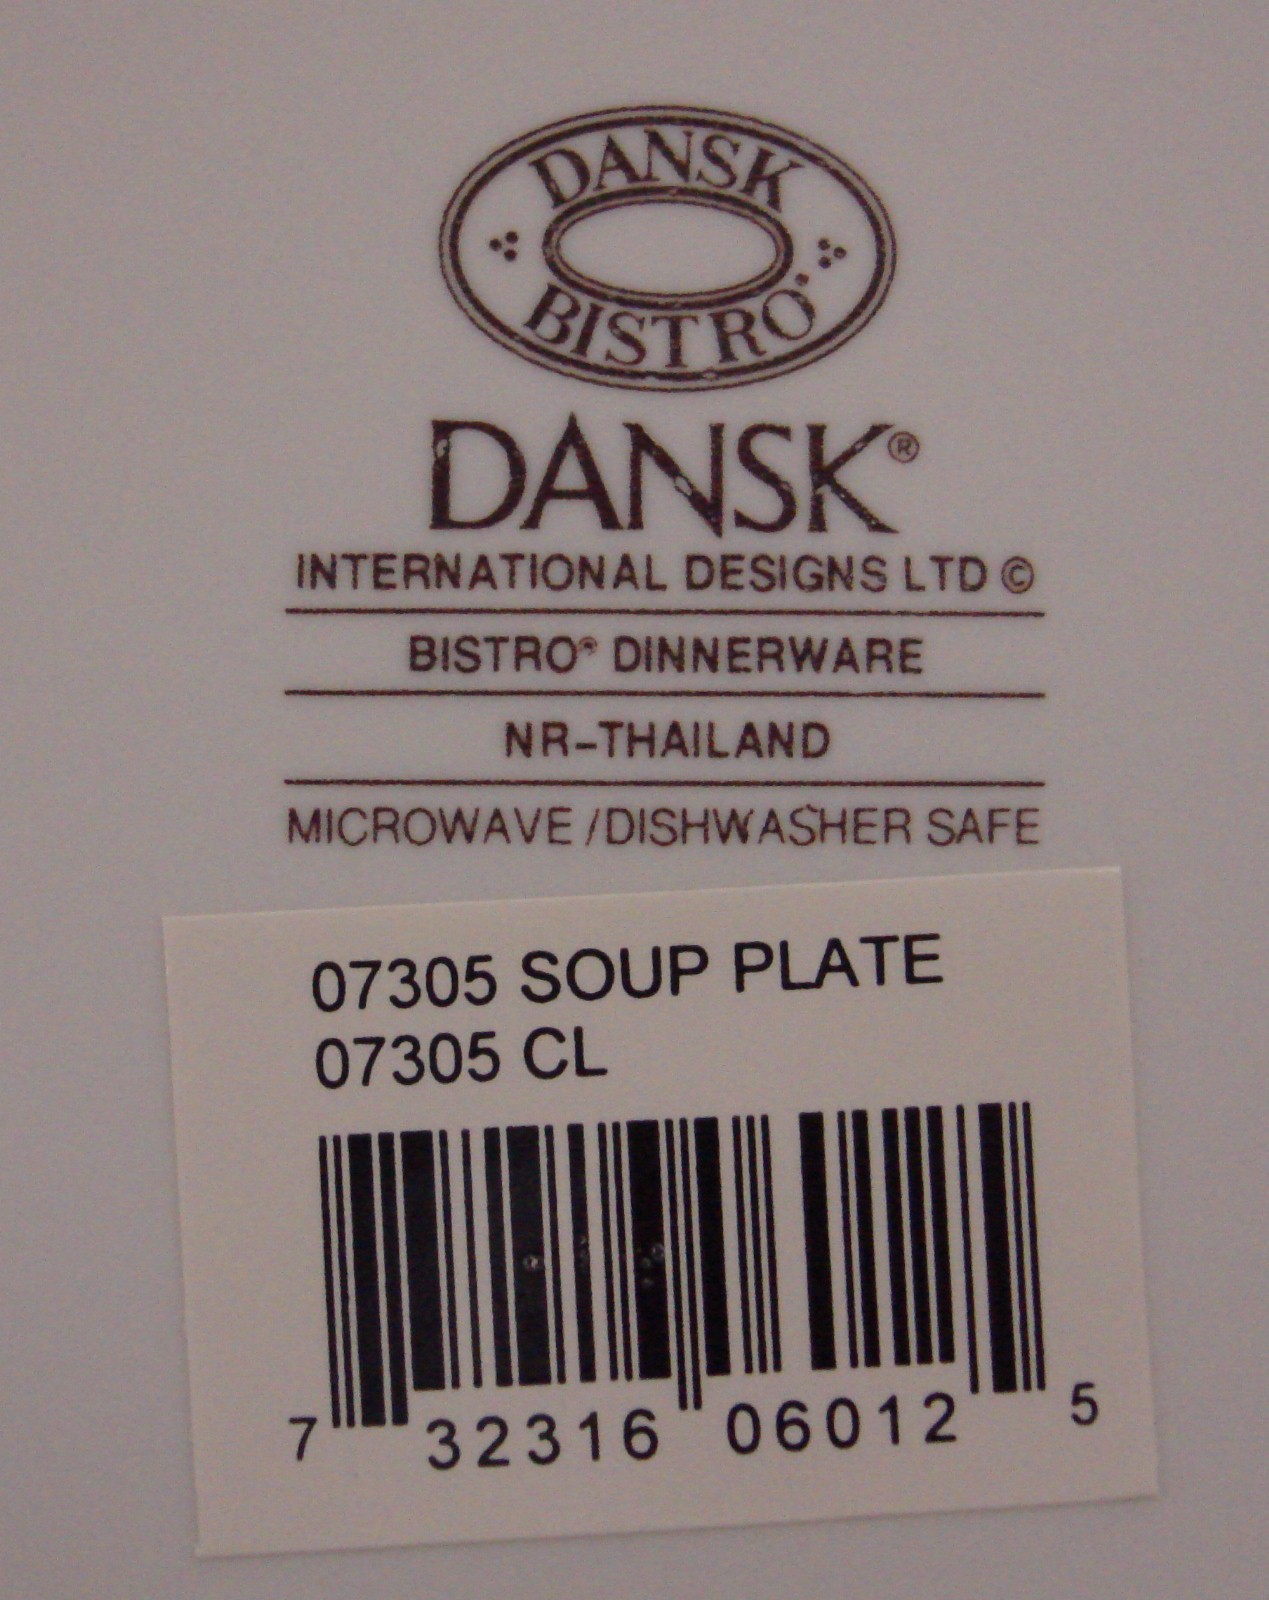 DANSK
BISTRO®
DANSK®
INTERNATIONAL DESIGNS LTD ©
BISTRO® DINNERWARE
NR-THAILAND
MICROWAVE/DISHWASHER SAFE
07305 SOUP PLATE
07305 CL
7 32316 06012 5